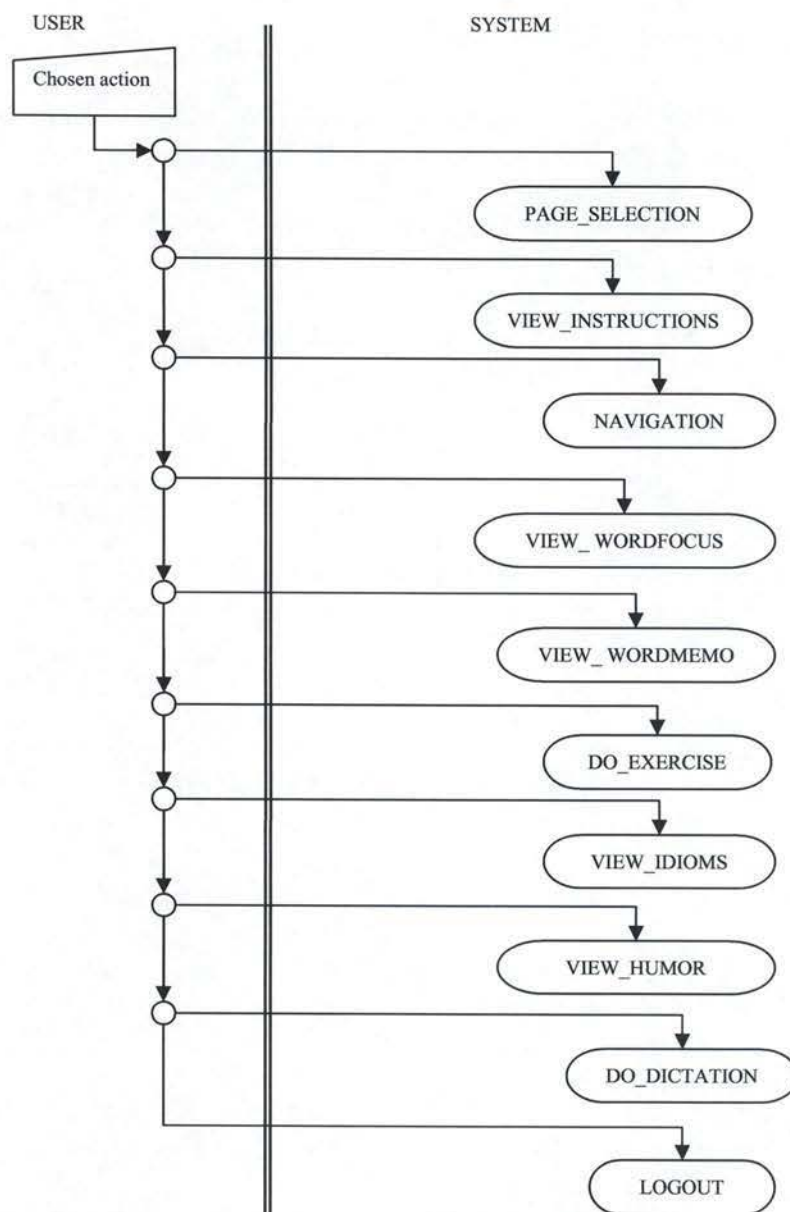 USER
SYSTEM
Chosen action
PAGE_SELECTION
VIEW_INSTRUCTIONS
NAVIGATION
VIEW_ WORDFOCUS
VIEW_ WORDMEMO
DO_EXERCISE
VIEW_IDIOMS
VIEW_HUMOR
DO_DICTATION
LOGOUT